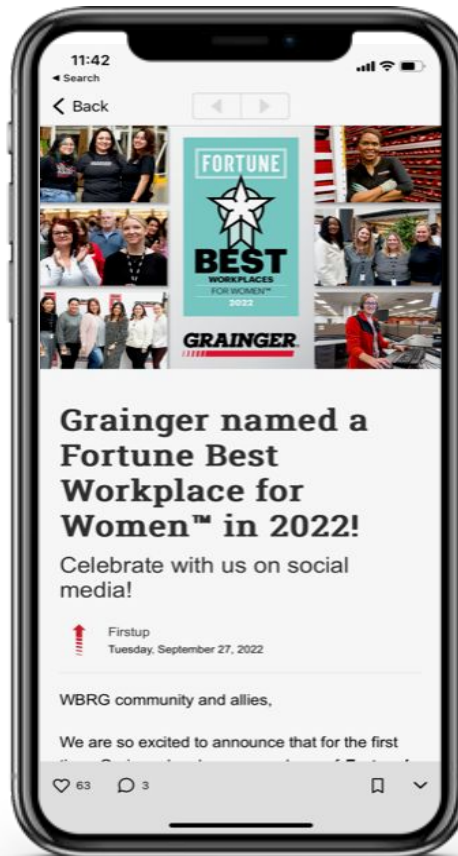 11:42
Search
Back
FORTUNE
BEST
WORKPLACES
FOR WOMEN™
2022
GRAINGER
Grainger named a
Fortune Best
Workplace for
Women™ in 2022!
Celebrate with us on social
media!
Firstup
Tuesday, September 27, 2022
WBRG community and allies,
We are so excited to announce that for the first
63
3